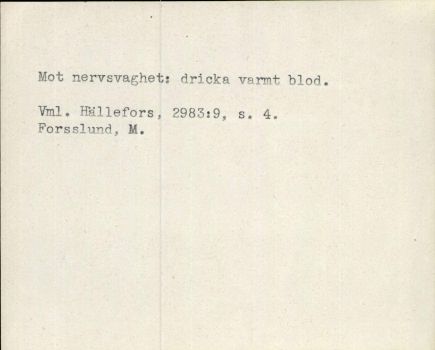 Mot nervsvaghet: dricka varmt blod.
Vml. Hällefors, 2983:9, s. 4.
Forsslund, M.